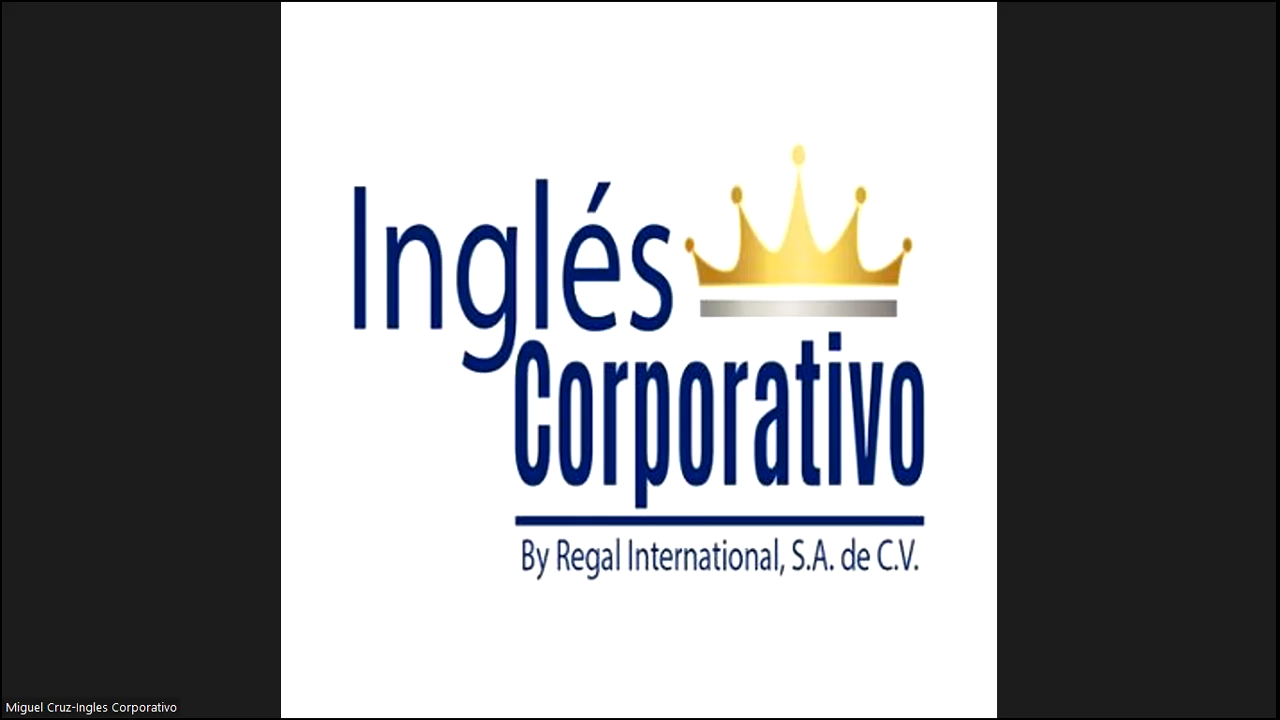 Inglés
Corporativo
By Regal International, S.A. de C.V.
Miguel Cruz-Ingles Corporativo